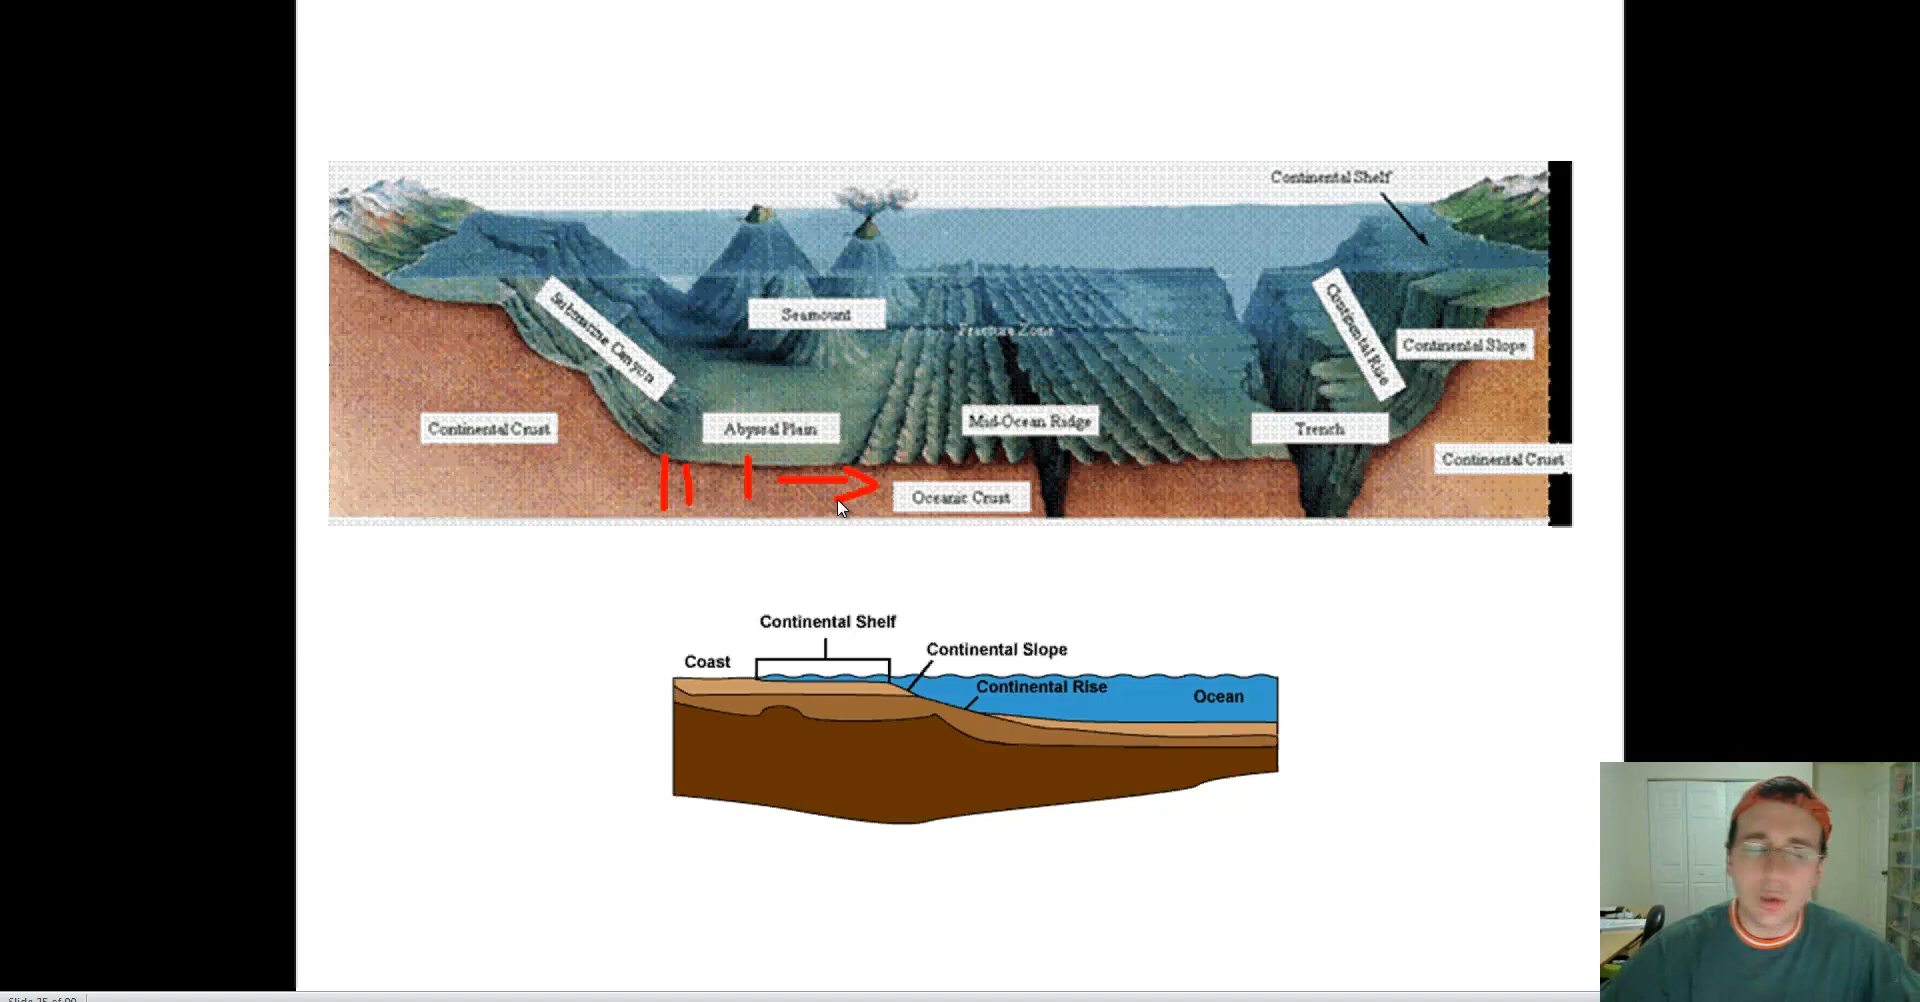 Continental Shelf
Submarine Canyon
Seamount
Fracture Zone
Continental Rise
Continental Slope
Continental Crust
Abyssal Plain
Mid-Ocean Ridge
Trench
Continental Crust
Oceanic Crust
Continental Shelf
Coast
Continental Slope
Continental Rise
Ocean